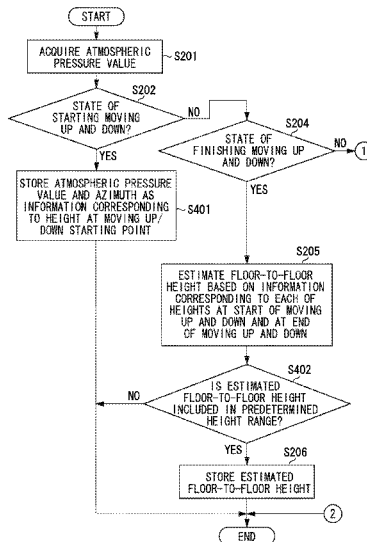 START
S201
ACQUIRE ATMOSPHERIC
PRESSURE VALUE
S202
STATE OF
STARTING MOVING
UP AND DOWN?
NO
YES
S204
STATE OF
FINISHING MOVING UP
AND DOWN?
NO
1
YES
STORE ATMOSPHERIC PRESSURE
VALUE AND AZIMUTH AS
INFORMATION CORRESPONDING
TO HEIGHT AT MOVING UP/
DOWN STARTING POINT
S401
S205
ESTIMATE FLOOR-TO-FLOOR
HEIGHT BASED ON INFORMATION
CORRESPONDING TO EACH OF
HEIGHTS AT START OF MOVING
UP AND DOWN AND AT END
OF MOVING UP AND DOWN
S402
IS ESTIMATED
FLOOR-TO-FLOOR HEIGHT
INCLUDED IN PREDETERMINED
HEIGHT RANGE?
NO
YES
S206
STORE ESTIMATED
FLOOR-TO-FLOOR HEIGHT
2
END